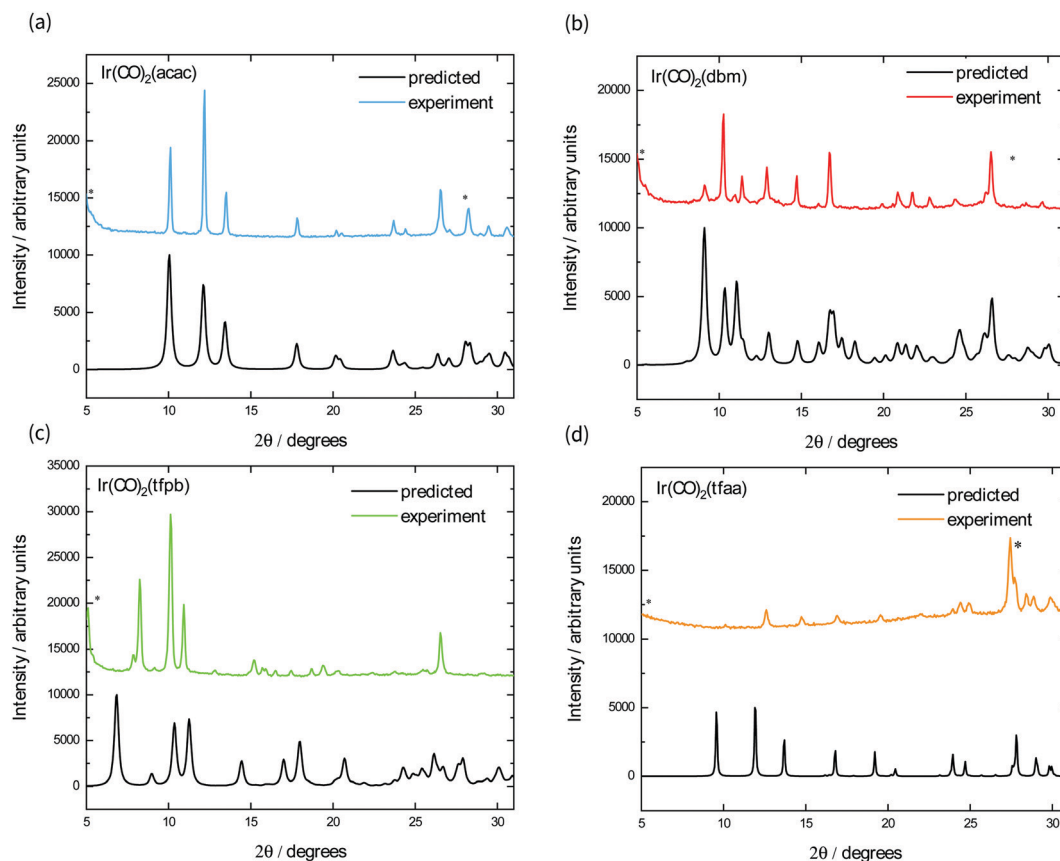 (a)
Ir(CO)₂(acac)
predicted
experiment
*
*
25000
20000
15000
10000
5000
0
Intensity / arbitrary units
5 10 15 20 25 30
2θ / degrees
(b)
Ir(CO)₂(dbm)
predicted
experiment
*
*
20000
15000
10000
5000
0
Intensity / arbitrary units
5 10 15 20 25 30
2θ / degrees
(c)
Ir(CO)₂(tfpb)
predicted
experiment
*
35000
30000
25000
20000
15000
10000
5000
0
Intensity / arbitrary units
5 10 15 20 25 30
2θ / degrees
(d)
Ir(CO)₂(tfaa)
predicted
experiment
*
*
20000
15000
10000
5000
0
Intensity / arbitrary units
5 10 15 20 25 30
2θ / degrees